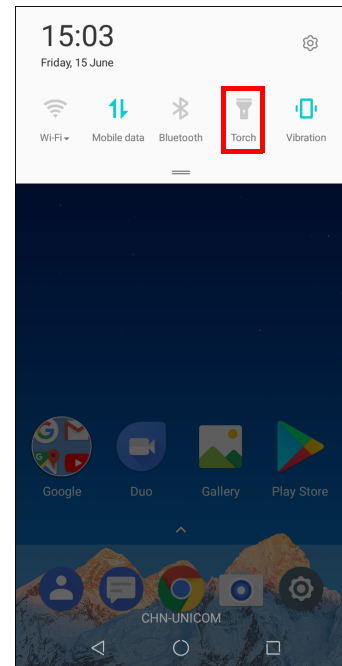 15:03
Friday, 15 June
Wi-Fi
Mobile data
Bluetooth
Torch
Vibration
Google
Duo
Gallery
Play Store
CHN-UNICOM